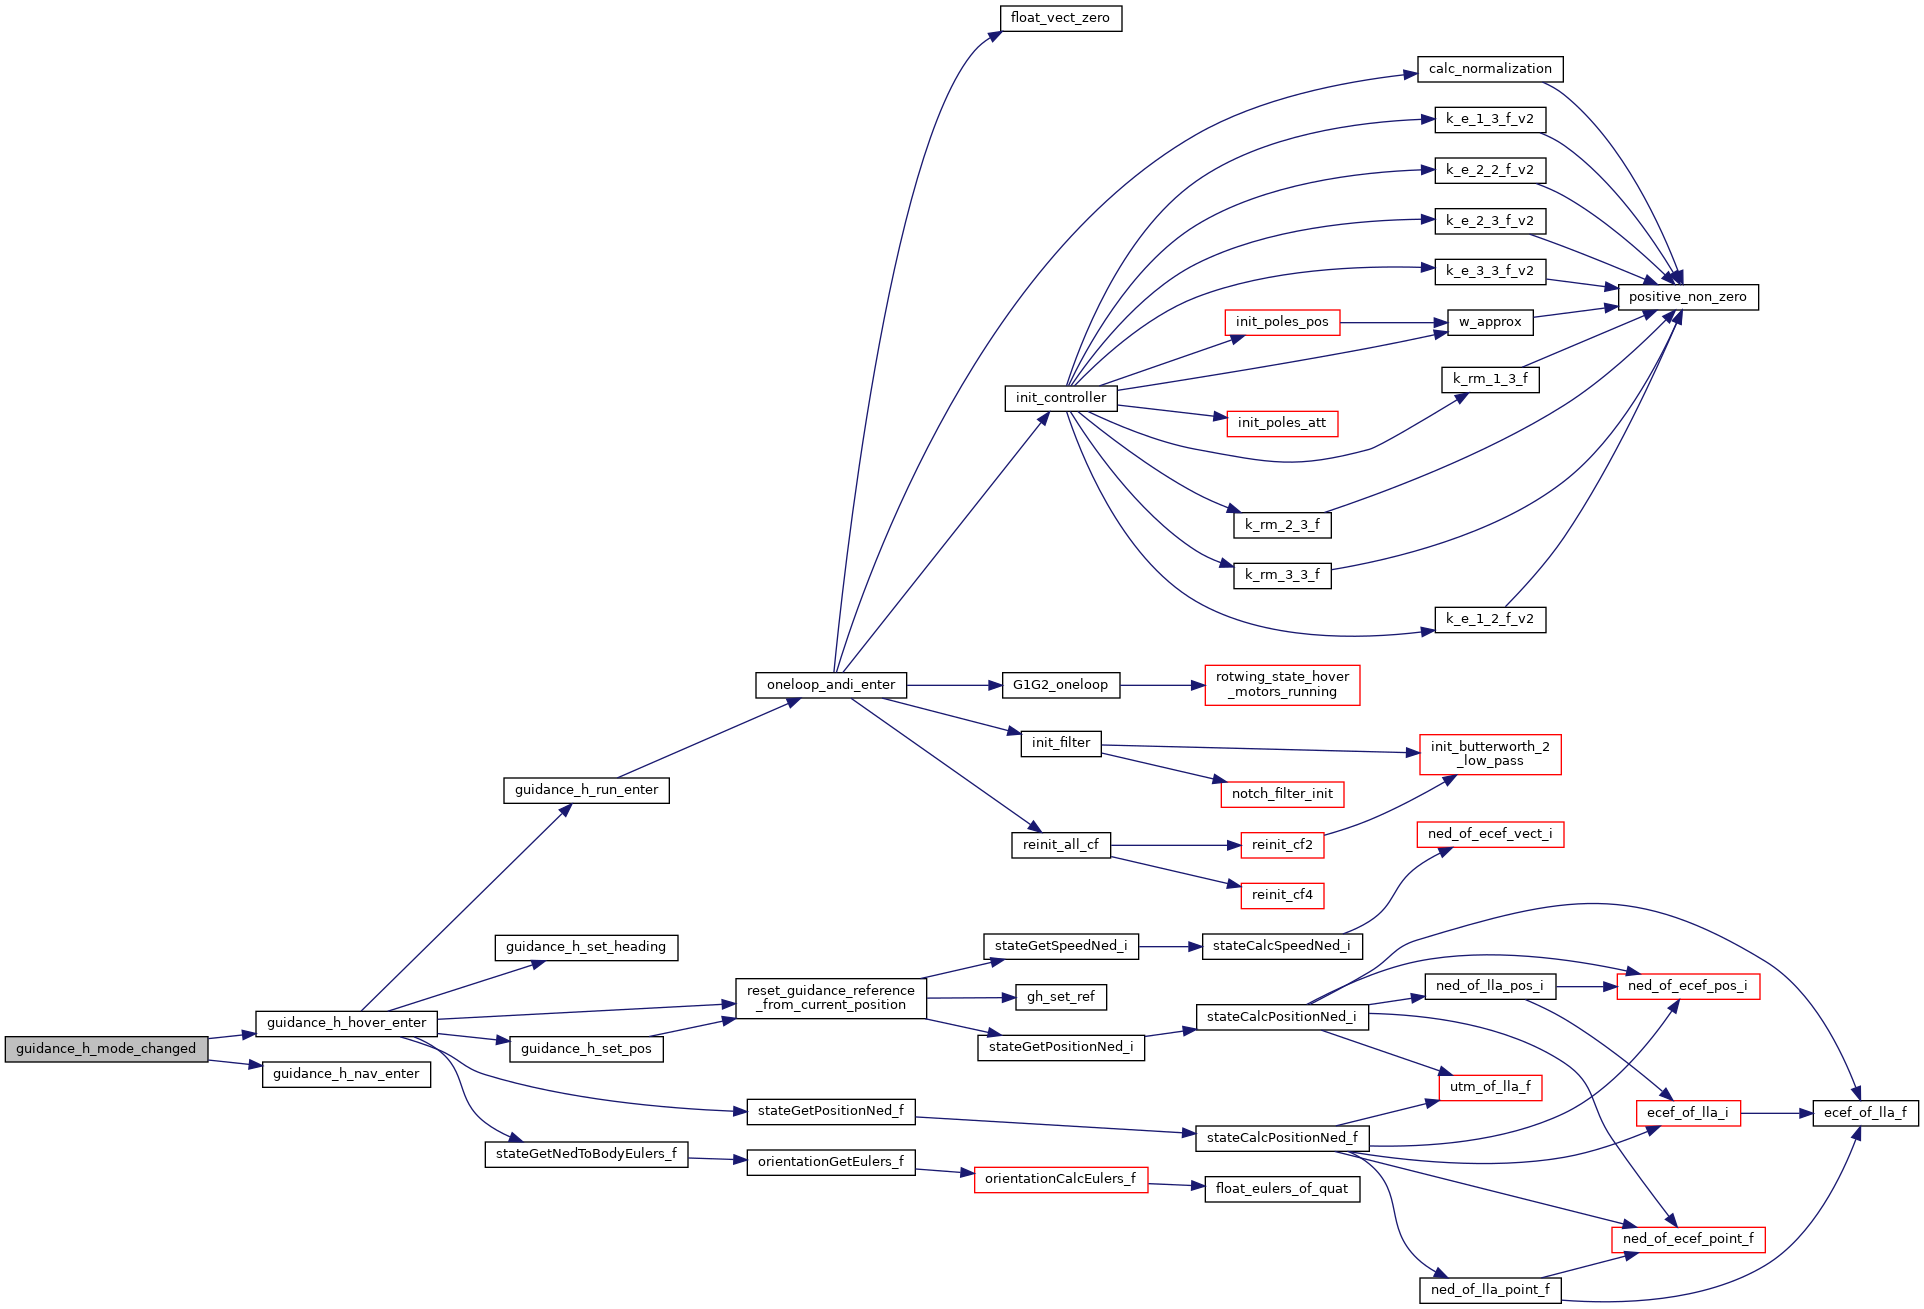 float_vect_zero
calc_normalization
k_e_1_3_f_v2
k_e_2_2_f_v2
k_e_2_3_f_v2
k_e_3_3_f_v2
positive_non_zero
init_poles_pos
w_approx
k_rm_1_3_f
init_controller
init_poles_att
k_rm_2_3_f
k_rm_3_3_f
k_e_1_2_f_v2
oneloop_andi_enter
G1G2_oneloop
rotwing_state_hover
_motors_running
init_filter
init_butterworth_2
_low_pass
guidance_h_run_enter
notch_filter_init
reinit_all_cf
reinit_cf2
ned_of_ecef_vect_i
reinit_cf4
guidance_h_set_heading
stateGetSpeedNed_i
stateCalcSpeedNed_i
reset_guidance_reference
_from_current_position
gh_set_ref
ned_of_lla_pos_i
ned_of_ecef_pos_i
guidance_h_hover_enter
stateCalcPositionNed_i
guidance_h_mode_changed
guidance_h_set_pos
stateGetPositionNed_i
guidance_h_nav_enter
utm_of_lla_f
stateGetPositionNed_f
ecef_of_lla_i
ecef_of_lla_f
stateCalcPositionNed_f
stateGetNedToBodyEulers_f
orientationGetEulers_f
orientationCalcEulers_f
float_eulers_of_quat
ned_of_ecef_point_f
ned_of_lla_point_f